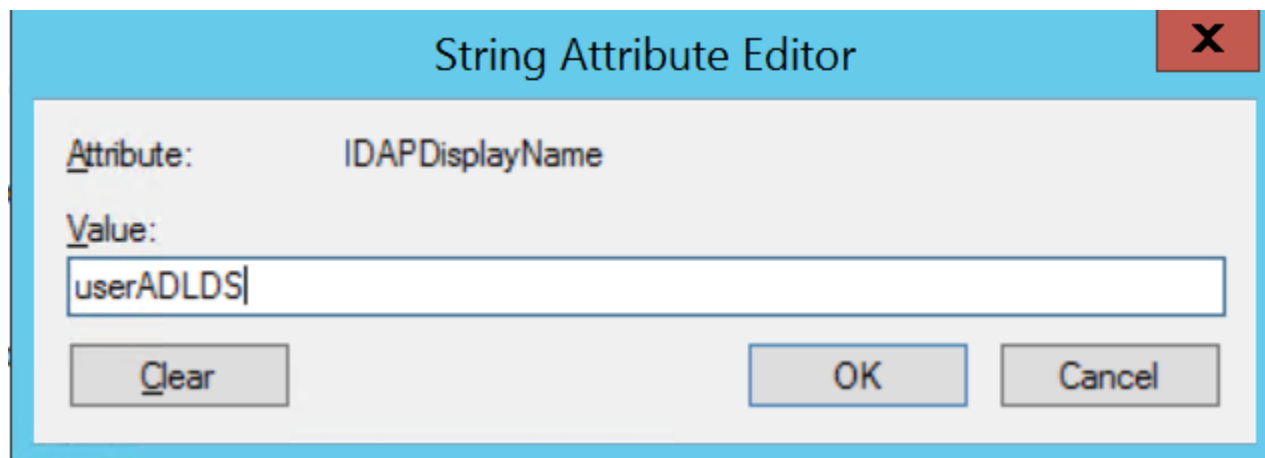 String Attribute Editor
X
Attribute: lDAPDisplayName
Value:
userADLDS
Clear OK Cancel